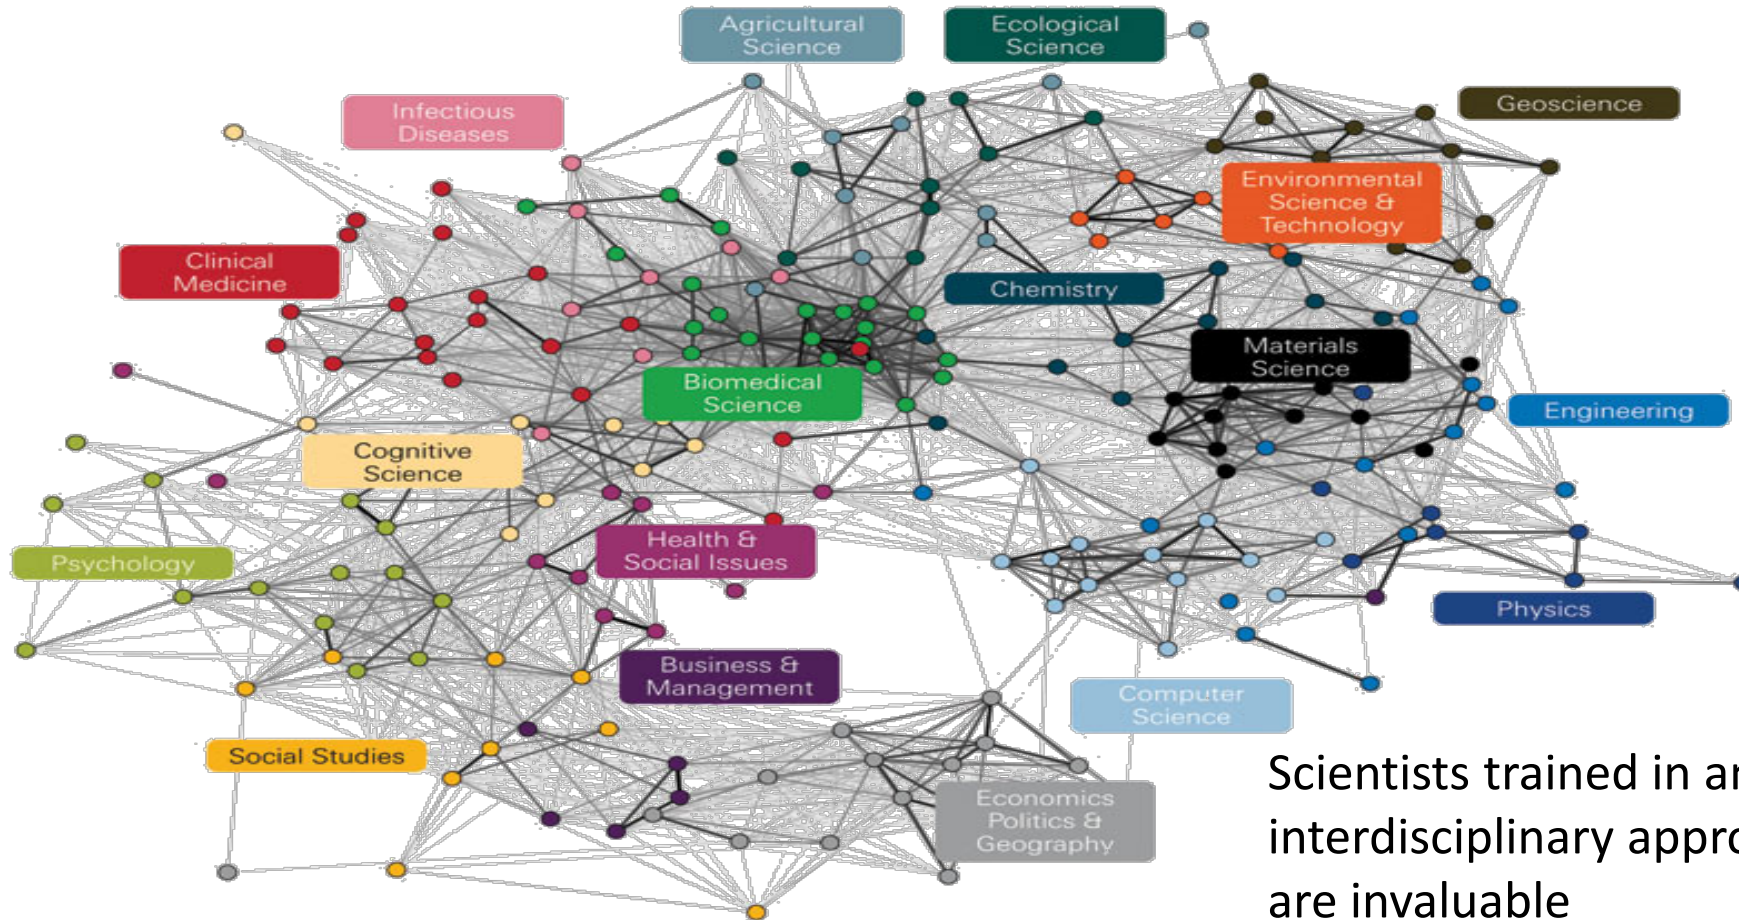 Agricultural
Science
Ecological
Science
Geoscience
Infectious
Diseases
Environmental
Science &
Technology
Clinical
Medicine
Chemistry
Materials
Science
Biomedical
Science
Engineering
Cognitive
Science
Health &
Social Issues
Psychology
Physics
Business &
Management
Computer
Science
Social Studies
Economics
Politics &
Geography
Scientists trained in
interdisciplinary
are invaluable